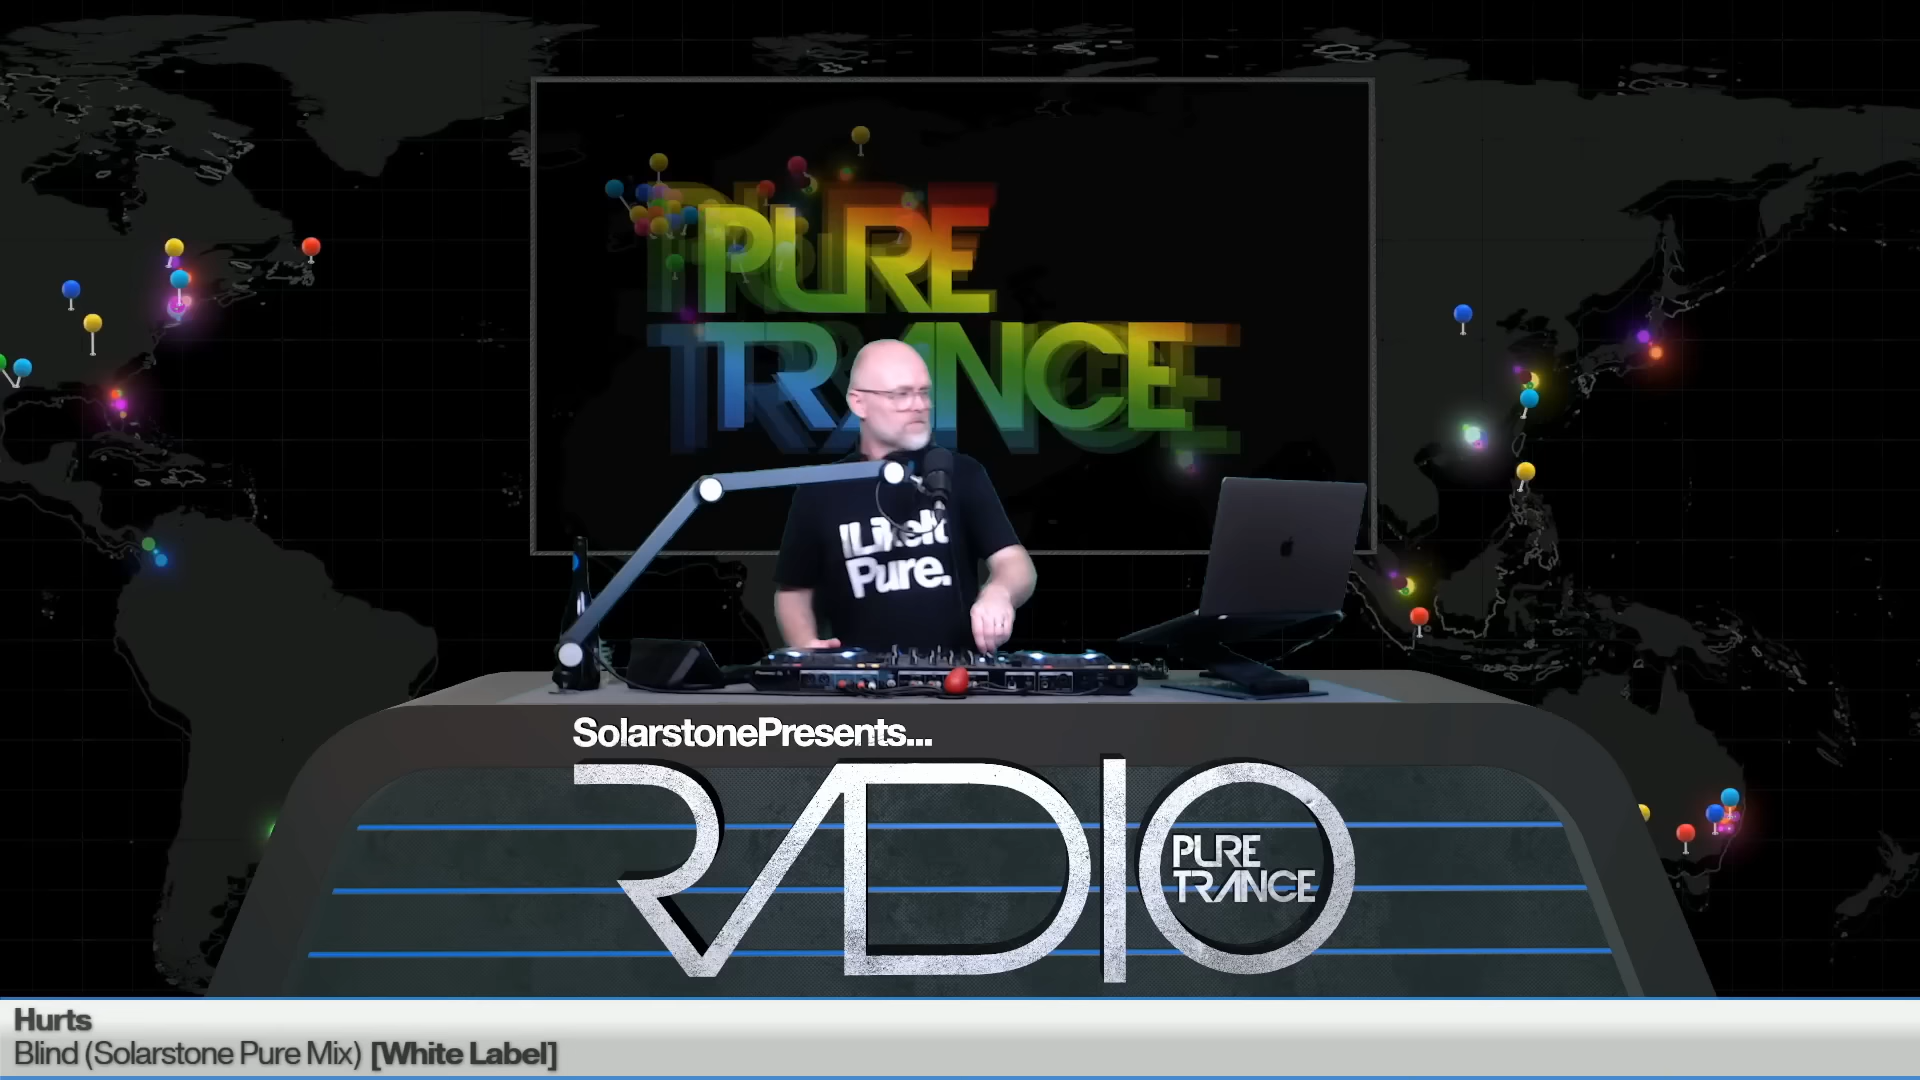 PURE
TRANCE
ILikeIt
Pure.
SolarstonePresents...
RADIO
PURE
TRANCE
Hurts
Blind (Solarstone Pure Mix) [White Label]